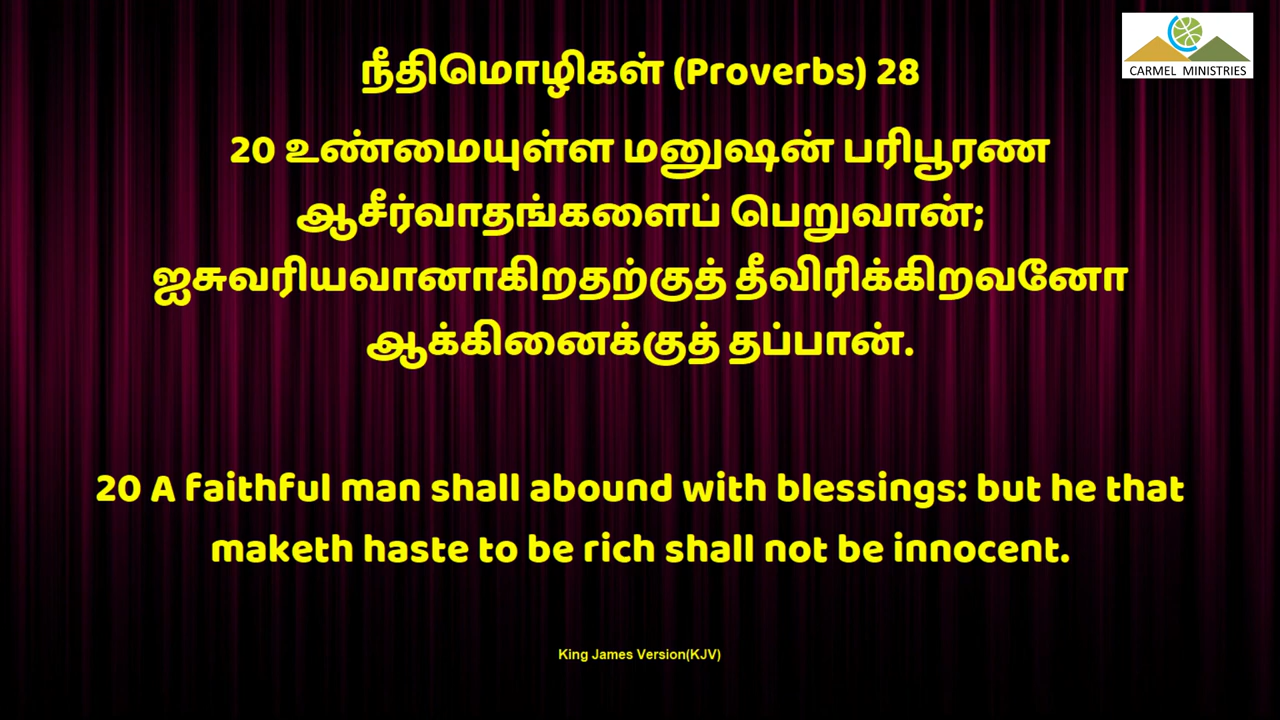 CARMEL MINISTRIES
நீதிமொழிகள் (Proverbs) 28
20 உண்மையுள்ள மனுஷன் பரிபூரண
ஆசீர்வாதங்களைப் பெறுவான்;
ஐசுவரியவானாகிறதற்குத் தீவிரிக்கிறவனோ
ஆக்கினைக்குத் தப்பான்.
20 A faithful man shall abound with blessings: but he that
maketh haste to be rich shall not be innocent.
King James Version(KJV)